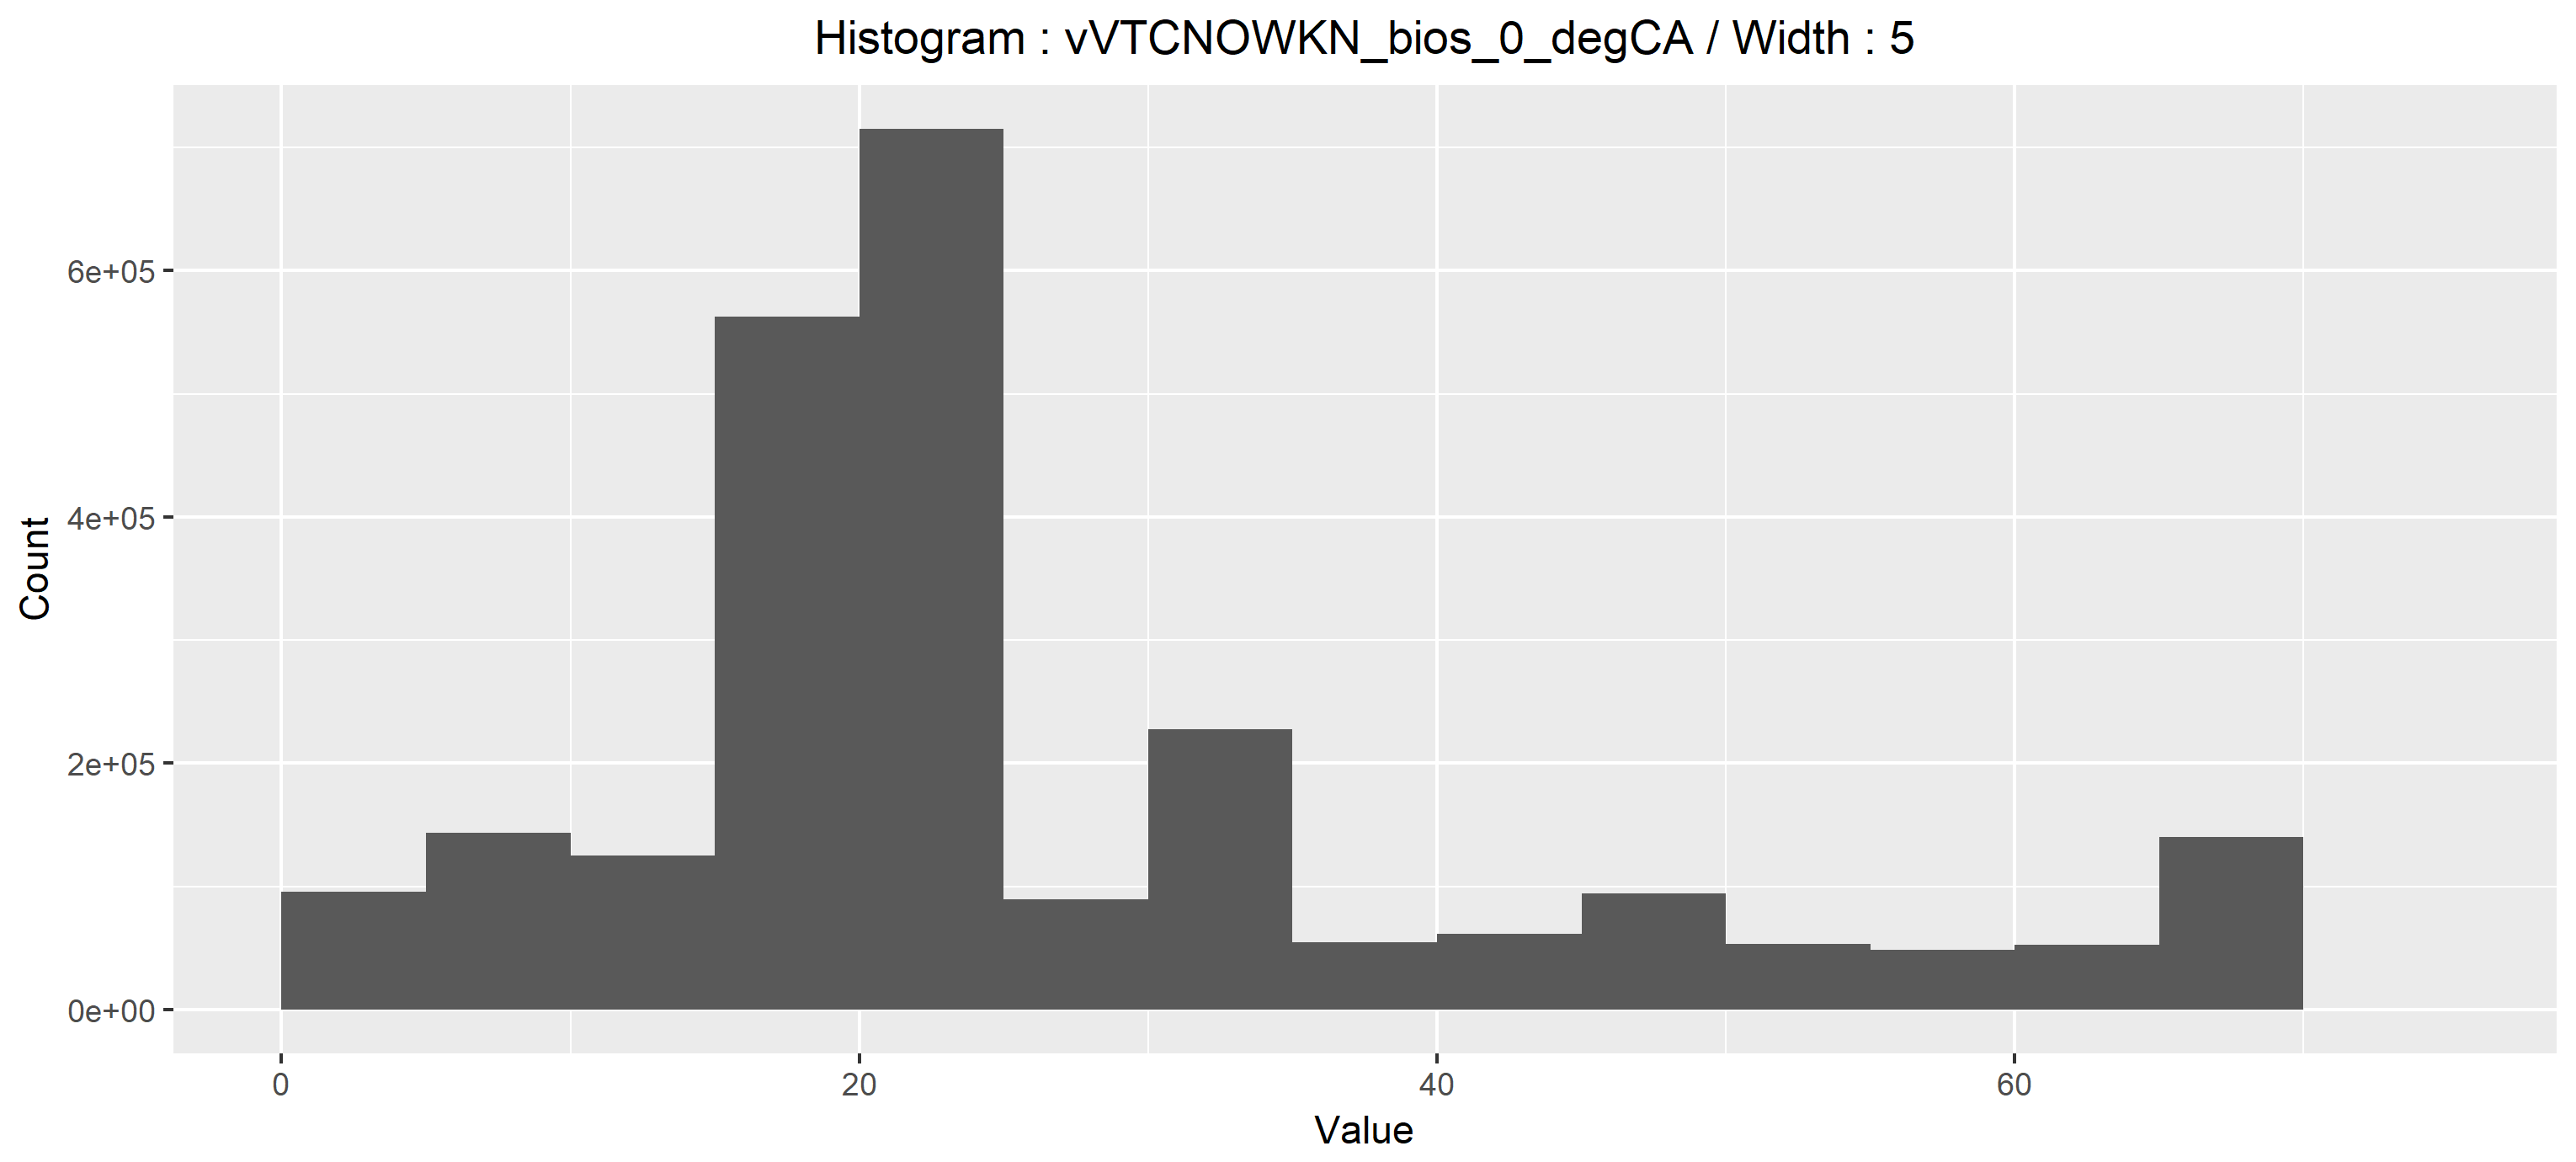 Histogram : vVTCNOWKN_bios_0_degCA / Width : 5
Count
6e+05
4e+05
2e+05
0e+00
0 20 40 60
Value